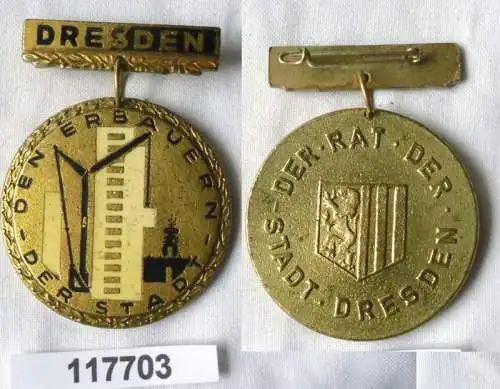 DRESDEN
DEN ERBAUERN
DER STADT
DER · RAT · DER ·
STADT · DRESDEN
117703